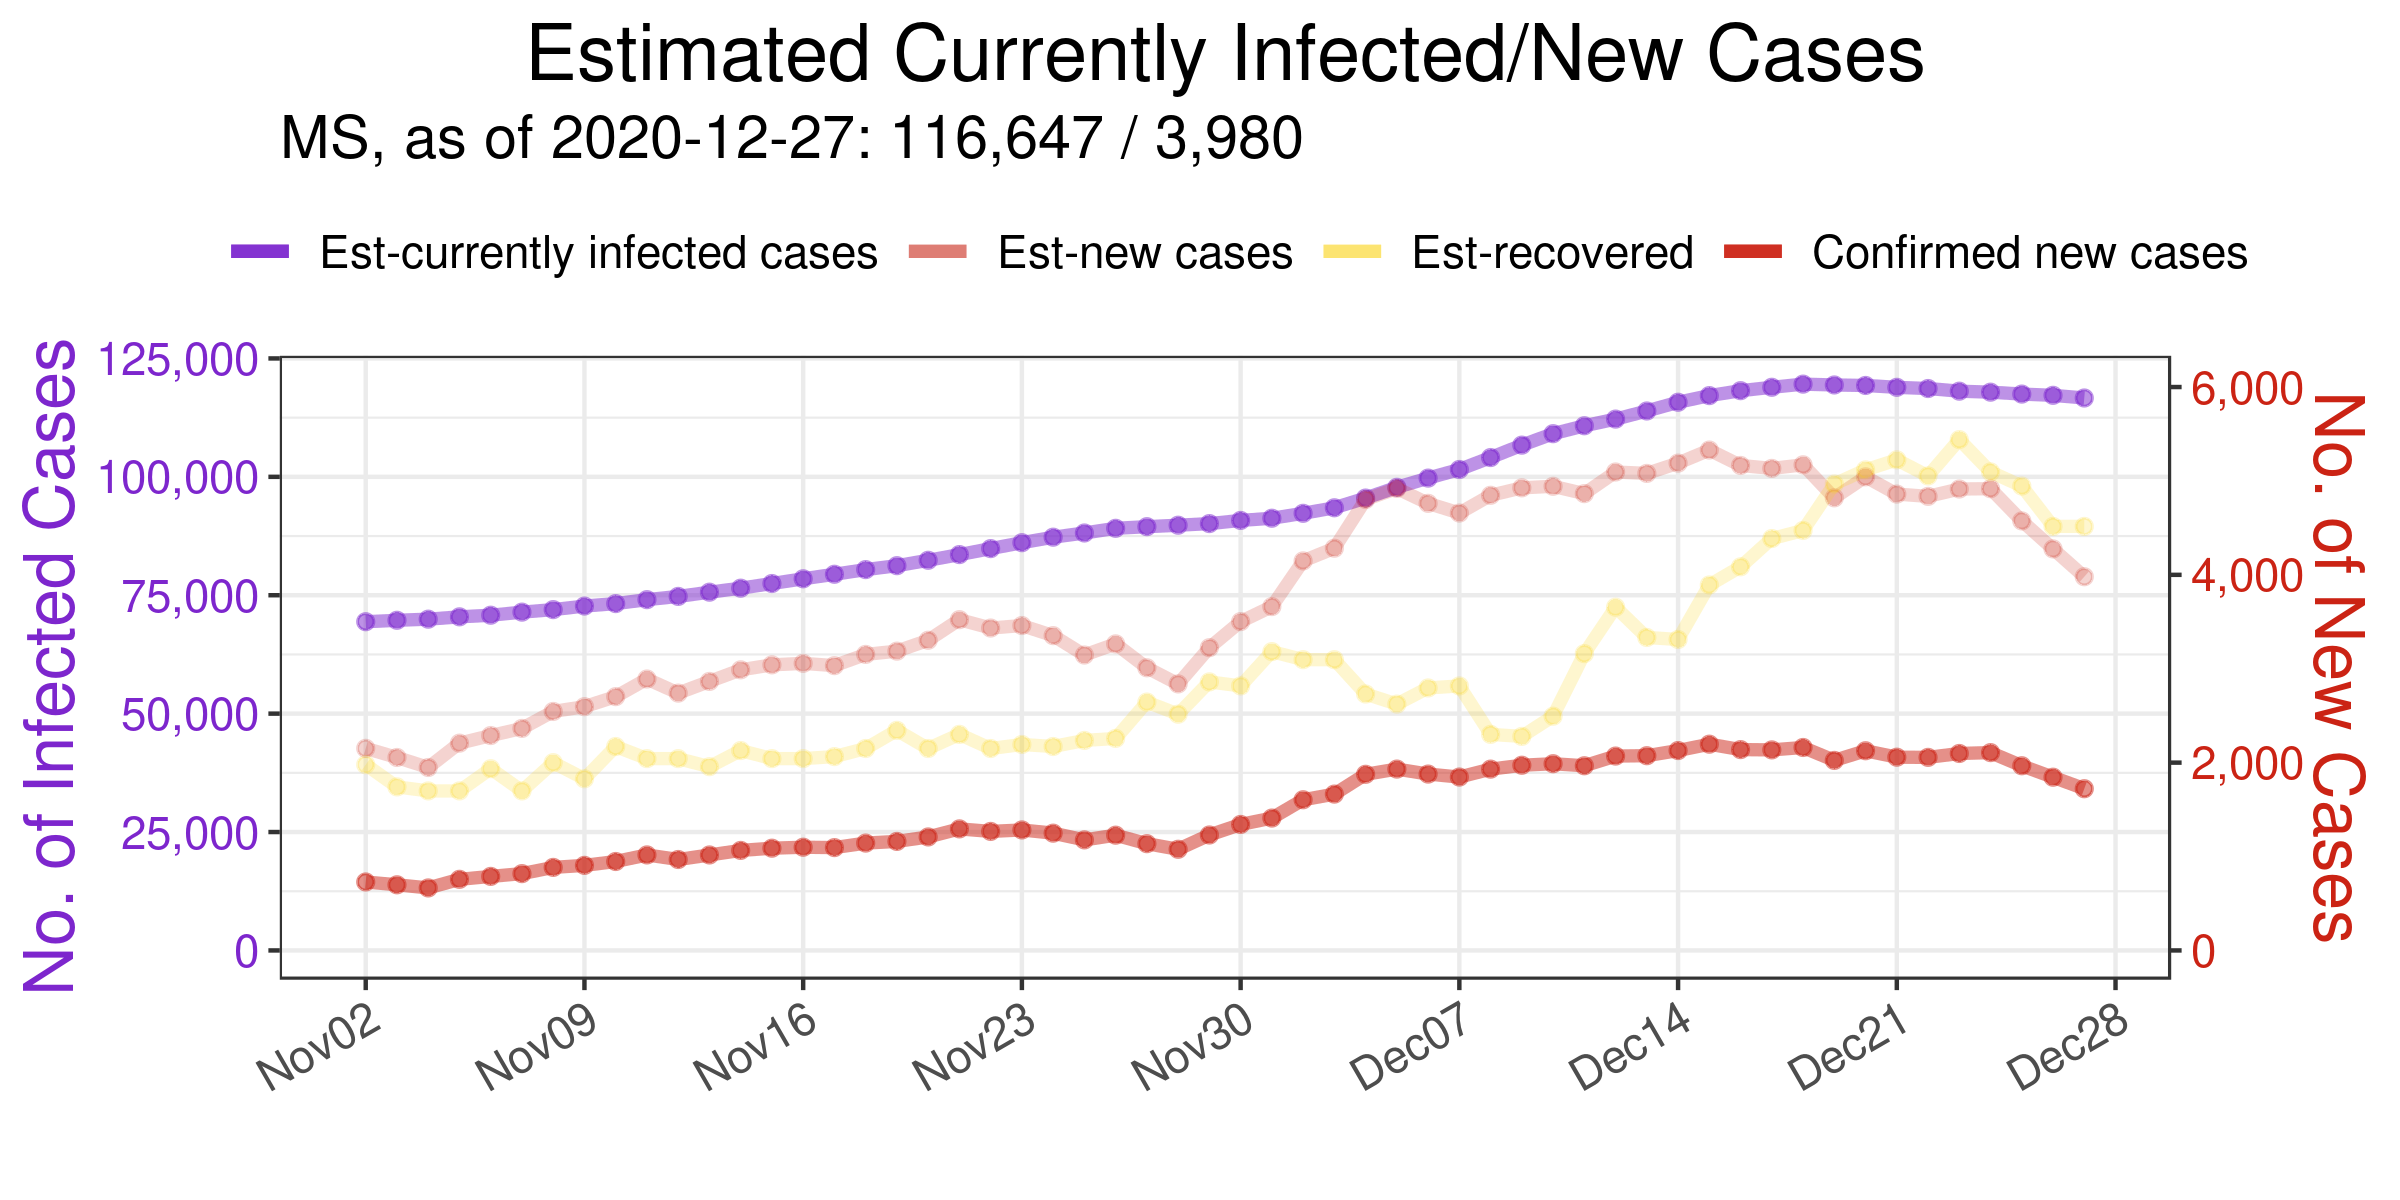 Estimated Currently Infected/New Cases
MS, as of 2020-12-27: 116,647 / 3,980
Est-currently infected cases Est-new cases Est-recovered Confirmed new cases
No. of Infected Cases
125,000
100,000
75,000
50,000
25,000
0
6,000
4,000
2,000
0
No. of New Cases
Nov02 Nov09 Nov16 Nov23 Nov30 Dec07 Dec14 Dec21 Dec28